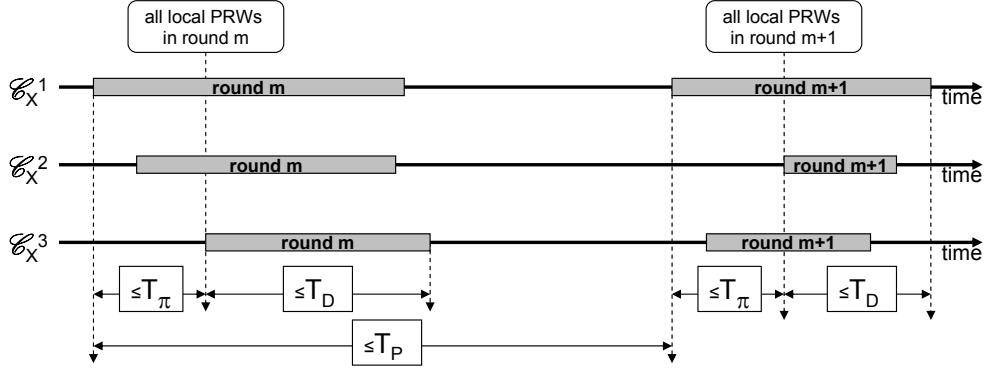 all local PRWs
in round m
all local PRWs
in round m+1
𝒞X1 round m round m+1 time
𝒞X2 round m round m+1 time
𝒞X3 round m round m+1 time
≤Tπ ≤TD ≤Tπ ≤TD
≤TP